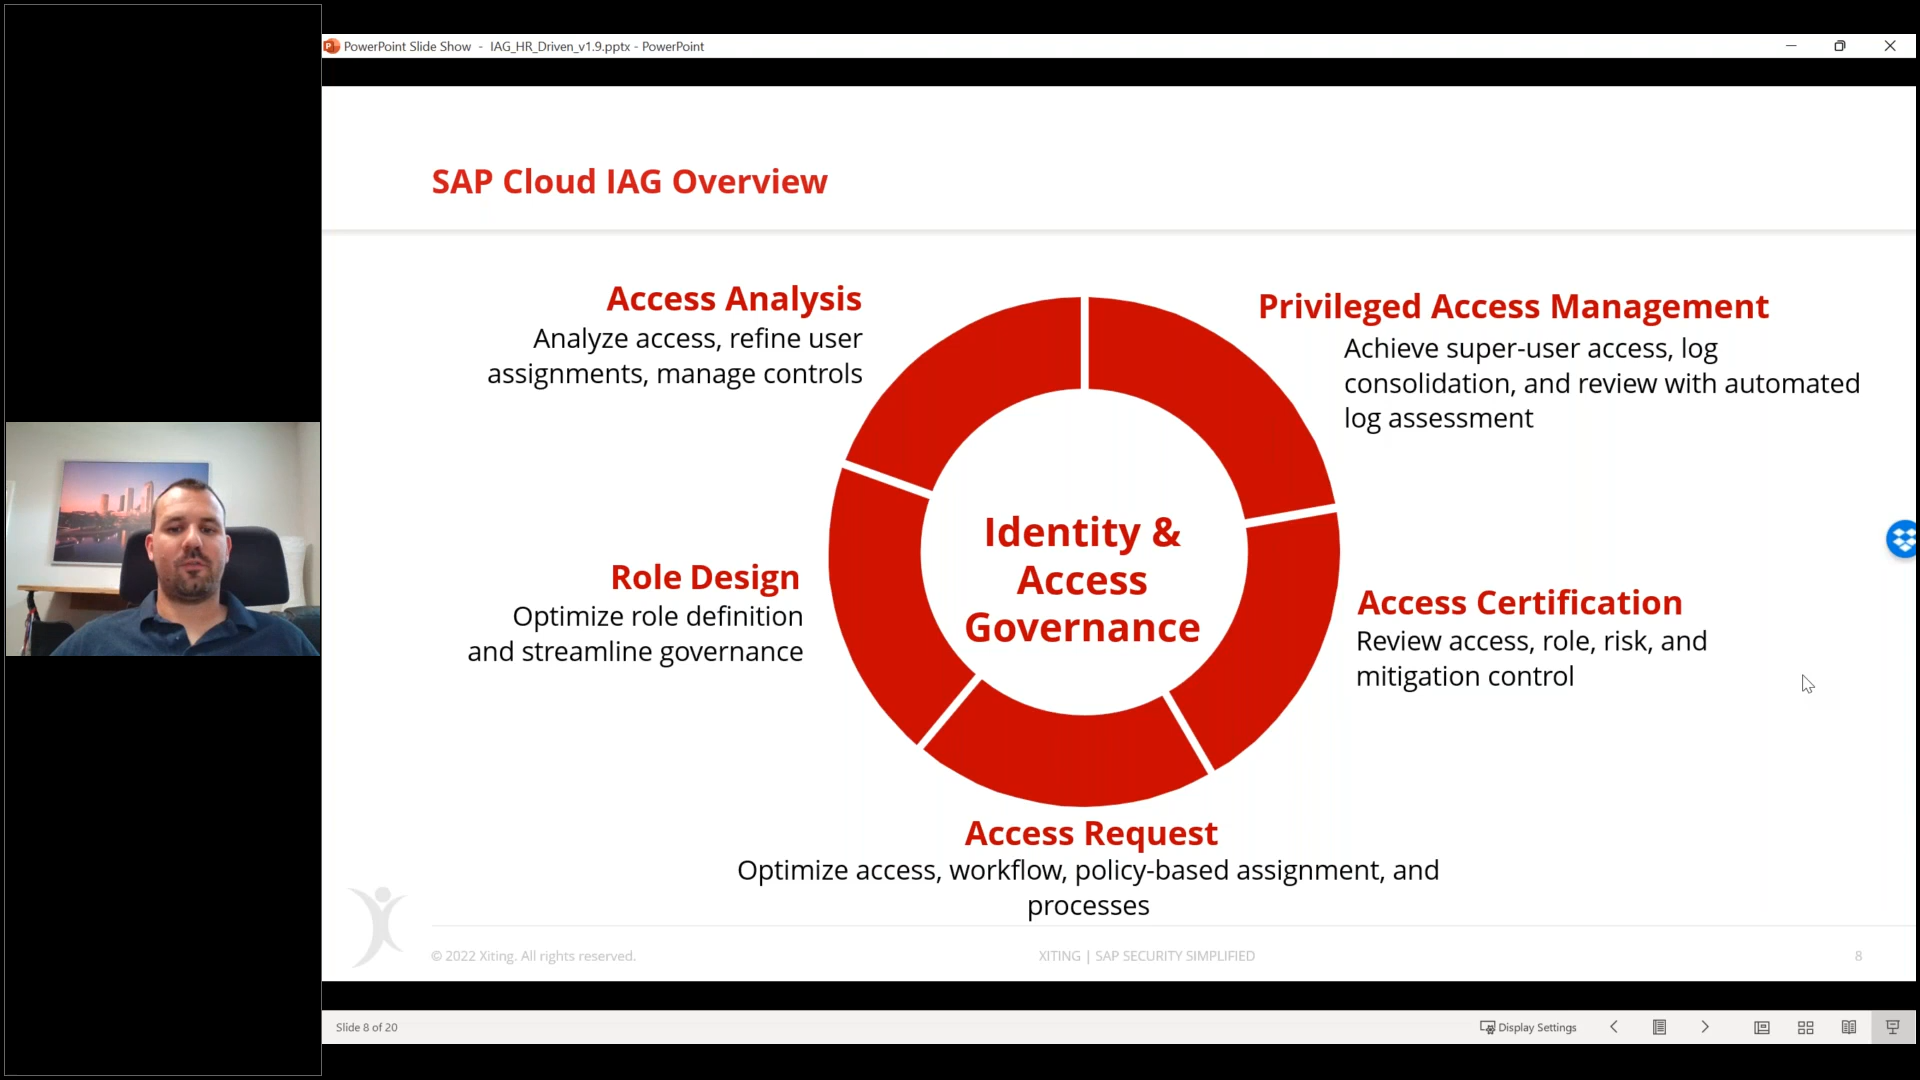 PowerPoint Slide Show - IAG_HR_Driven_v1.9.pptx - PowerPoint
SAP Cloud IAG Overview
Access Analysis
Analyze access, refine user
assignments, manage controls
Privileged Access Management
Achieve super-user access, log
consolidation, and review with automated
log assessment
Identity &
Access
Governance
Role Design
Optimize role definition
and streamline governance
Access Certification
Review access, role, risk, and
mitigation control
Access Request
Optimize access, workflow, policy-based assignment, and
processes
© 2022 Xiting. All rights reserved.
XITING | SAP SECURITY SIMPLIFIED
8
Slide 8 of 20
Display Settings